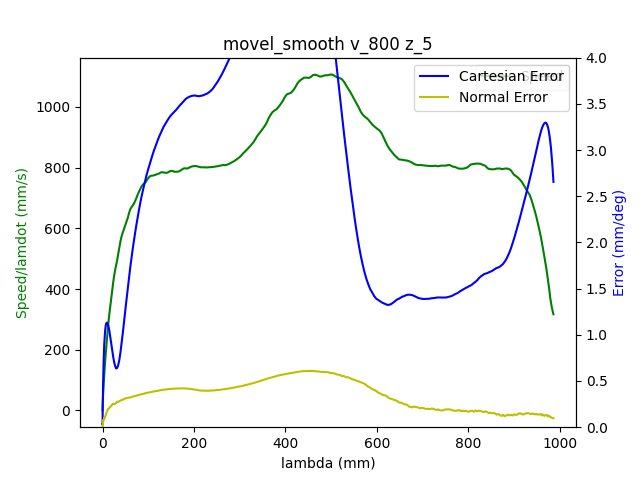 movel_smooth v_800 z_5
Cartesian Error
Normal Error
Speed/lamdot (mm/s)
1000
800
600
400
200
0
4.0
3.5
3.0
2.5
2.0
1.5
1.0
0.5
0.0
Error (mm/deg)
0 200 400 600 800 1000
lambda (mm)